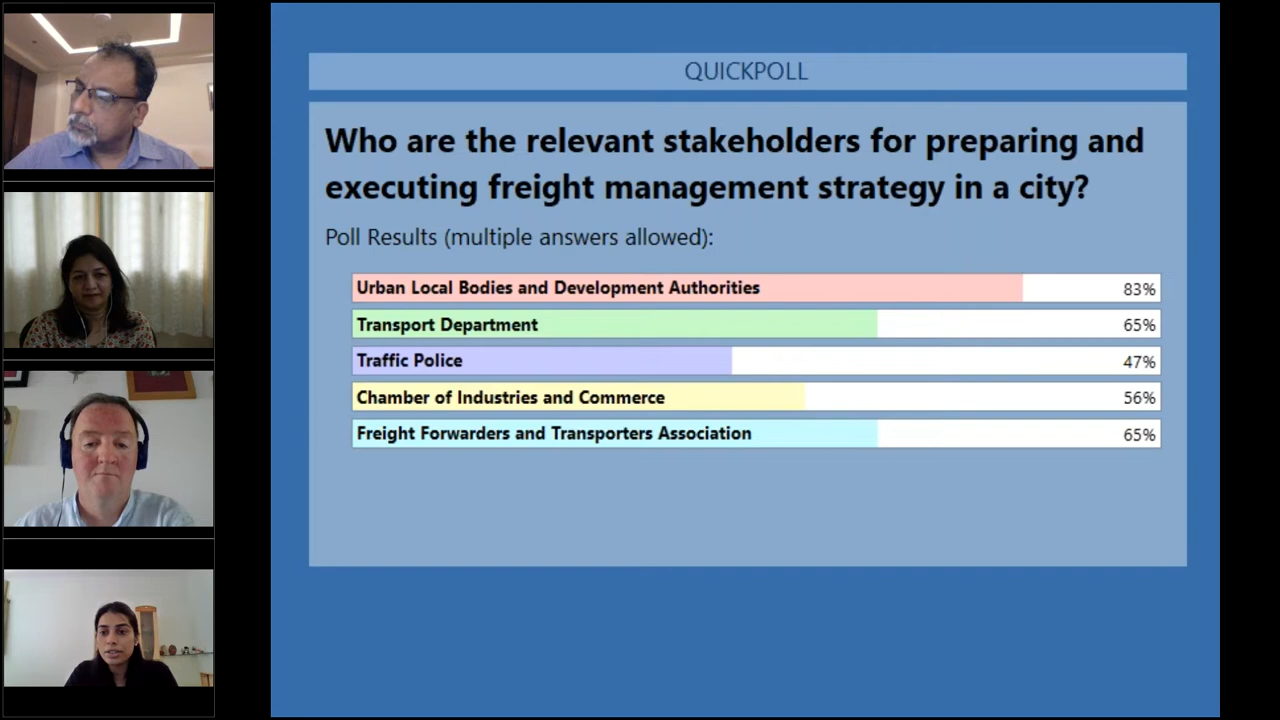 QUICKPOLL
Who are the relevant stakeholders for preparing and
executing freight management strategy in a city?
Poll Results (multiple answers allowed):
Urban Local Bodies and Development Authorities 83%
Transport Department 65%
Traffic Police 47%
Chamber of Industries and Commerce 56%
Freight Forwarders and Transporters Association 65%